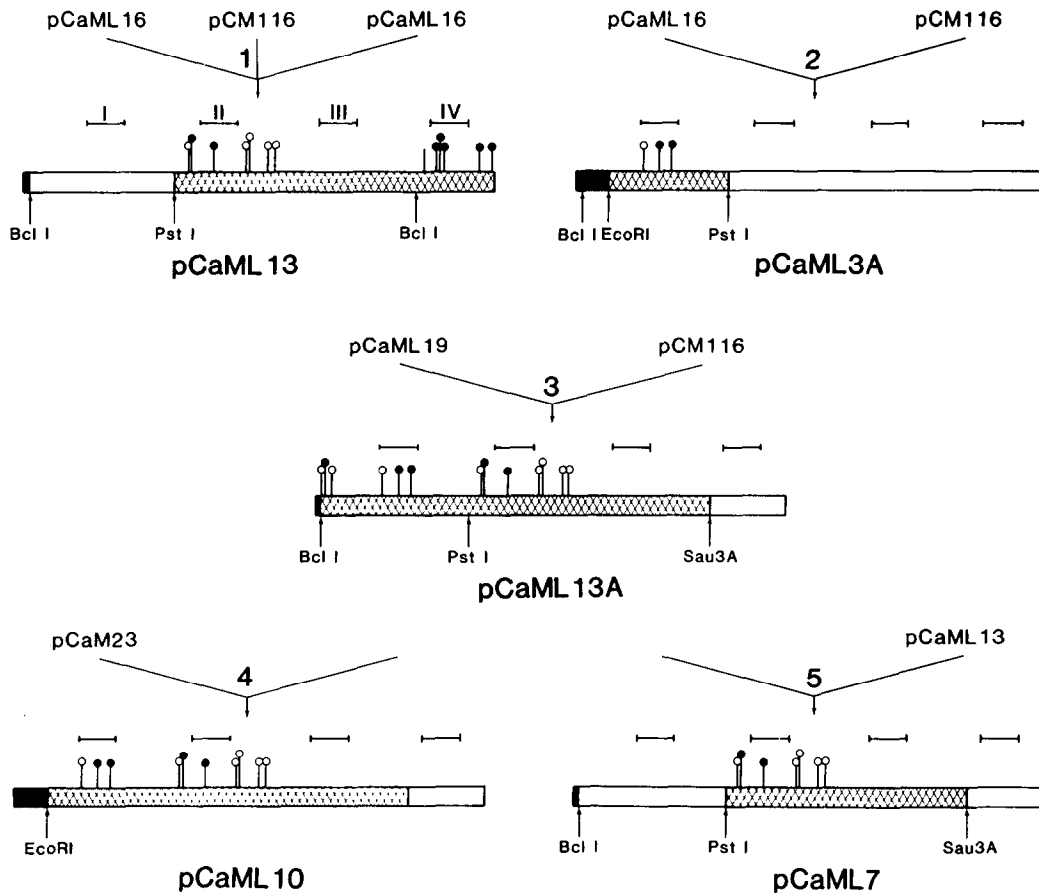 pCaML16 pCM116 pCaML16
1
I II III IV
Bcl I Pst I Bcl I
pCaML13
pCaML16 pCM116
2
Bcl I EcoRI Pst I
pCaML3A
pCaML19 pCM116
3
Bcl I Pst I Sau3A
pCaML13A
pCaM23
4
EcoRI
pCaML10
pCaML13
5
Bcl I Pst I Sau3A
pCaML7